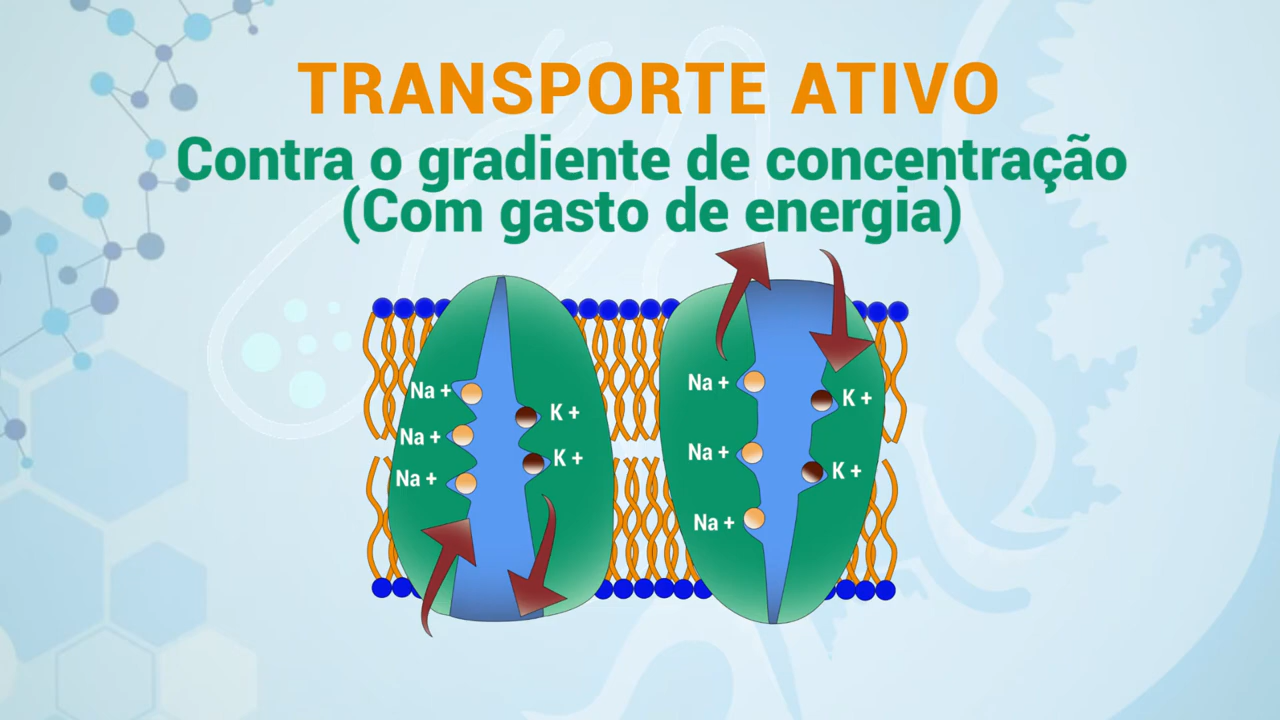 TRANSPORTE ATIVO
Contra o gradiente de concentração
(Com gasto de energia)
Na +
K +
Na +
K +
Na +
Na +
K +
Na +
K +
Na +